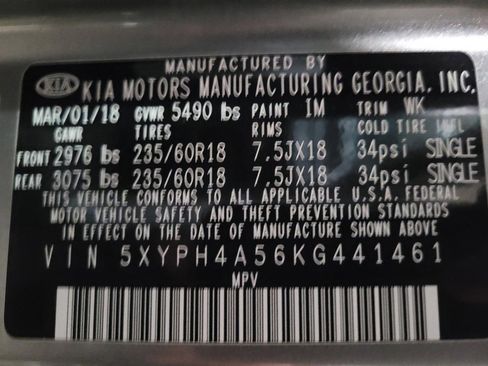 MANUFACTURED BY
KIA KIA MOTORS MANUFACTURING GEORGIA, INC.
MAR/01/18 GVWR 5490 lbs PAINT IM TRIM WK
GAWR TIRES RIMS COLD TIRE INFL
FRONT 2976 lbs 235/60R18 7.5JX18 34psi SINGLE
REAR 3075 lbs 235/60R18 7.5JX18 34psi SINGLE
THIS VEHICLE CONFORMS TO ALL APPLICABLE U.S.A. FEDERAL
MOTOR VEHICLE SAFETY AND THEFT PREVENTION STANDARDS
IN EFFECT ON THE DATE OF MANUFACTURE SHOWN ABOVE
VIN 5XYPH4A56KG441461
MPV